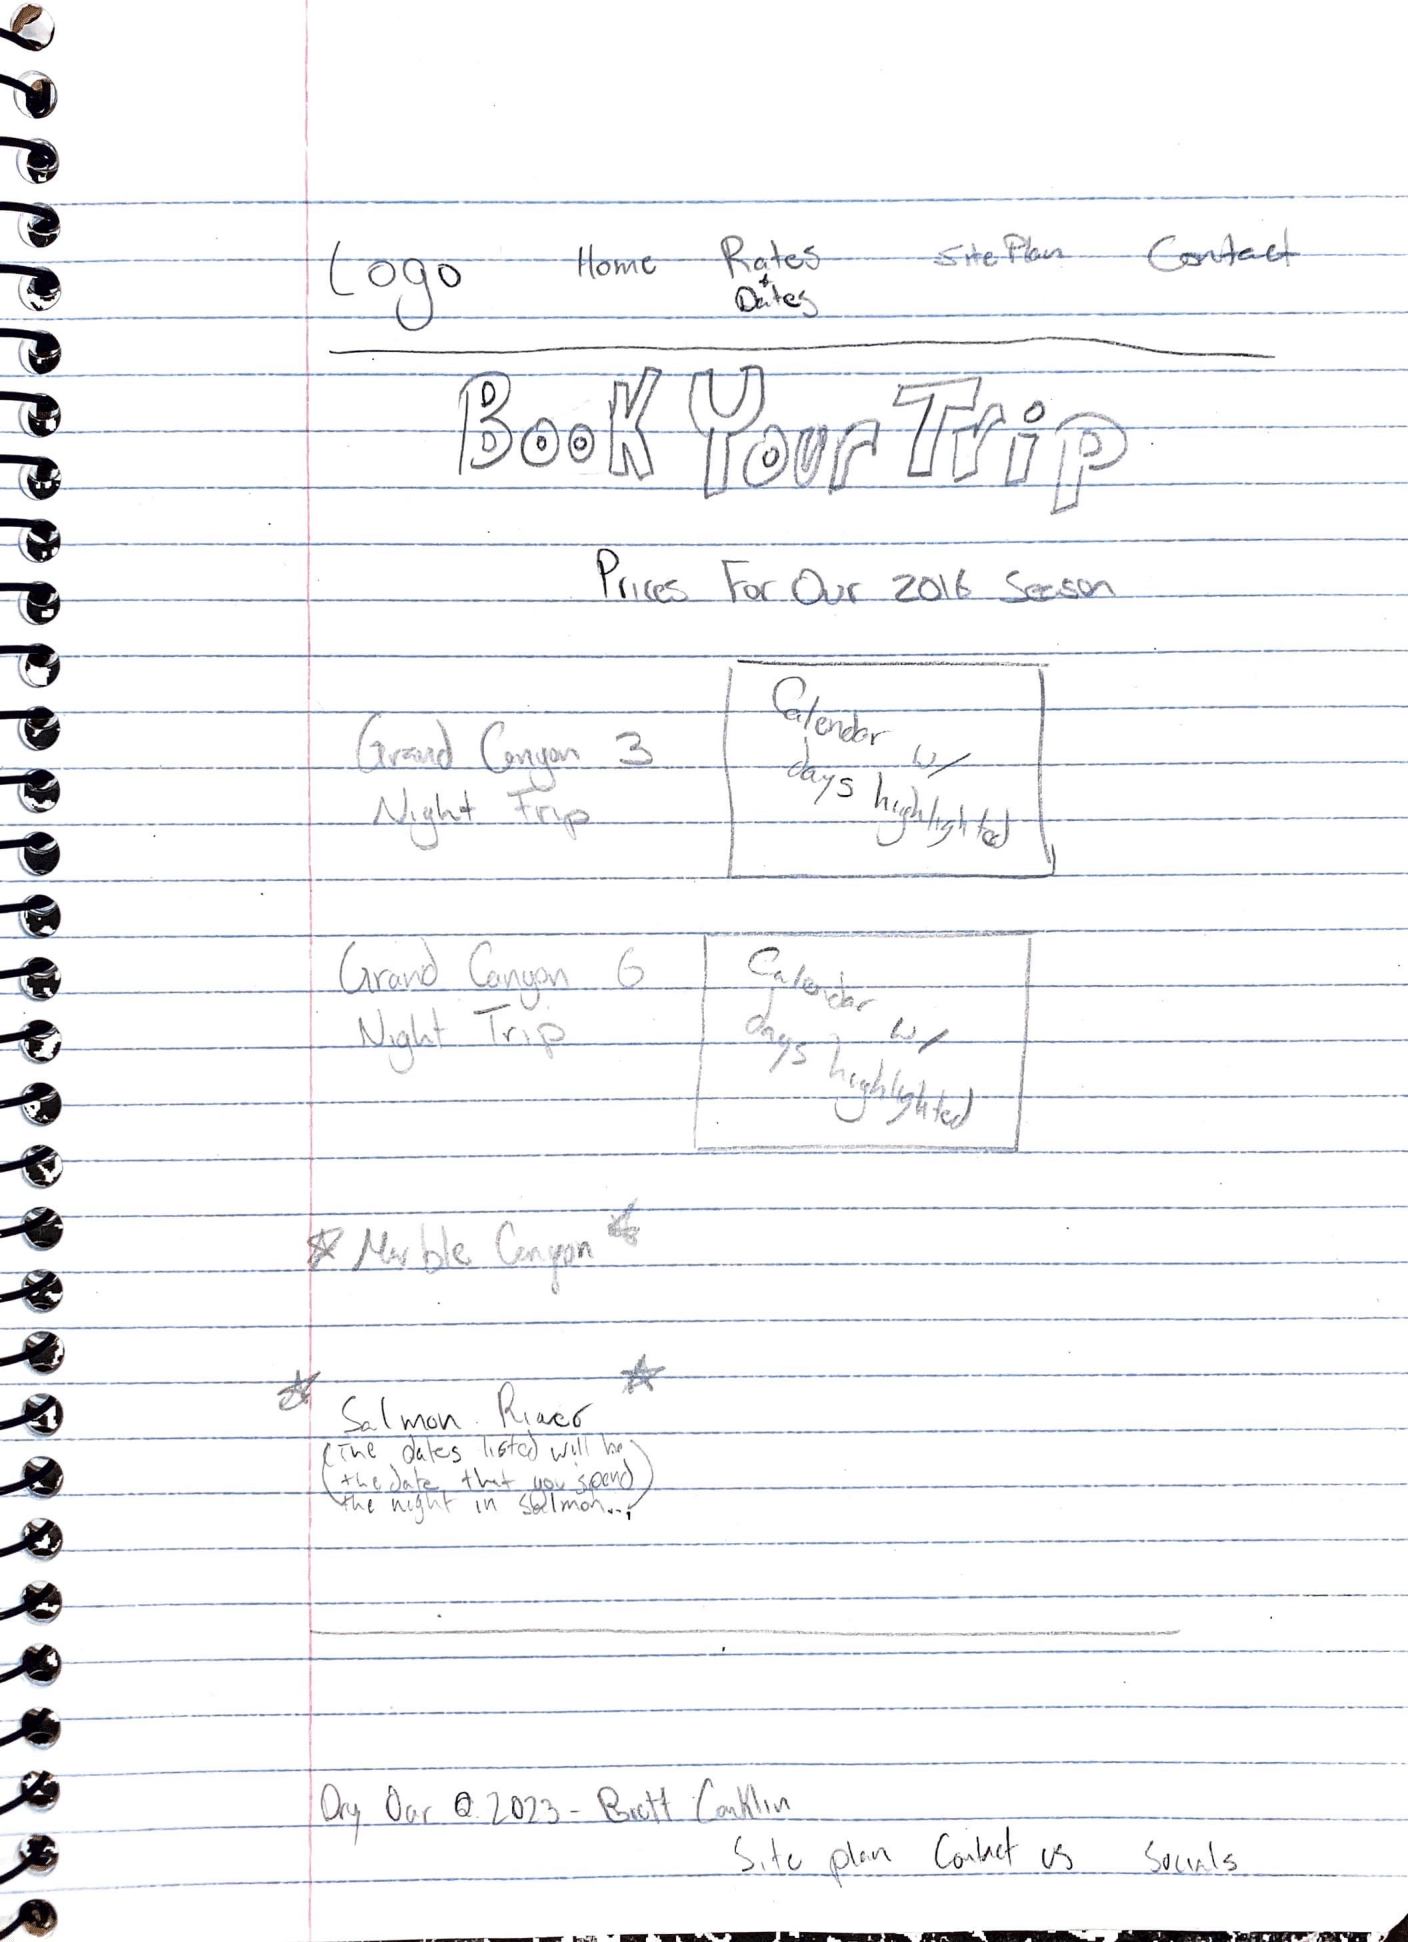 Logo Home Rates Site Plan Contact
+
Dates
Book Your Trip
Prices For Our 2016 Season
Grand Canyon 3
Night Trip
Calendar w/
days highlighted
Grand Canyon 6
Night Trip
Calendar w/
days highlighted
Marble Canyon
Salmon River
(The dates listed will be
the date that you spend
the night in Salmon...)
Dry Oar © 2023 - Brett Conklin
Site plan Contact us Socials